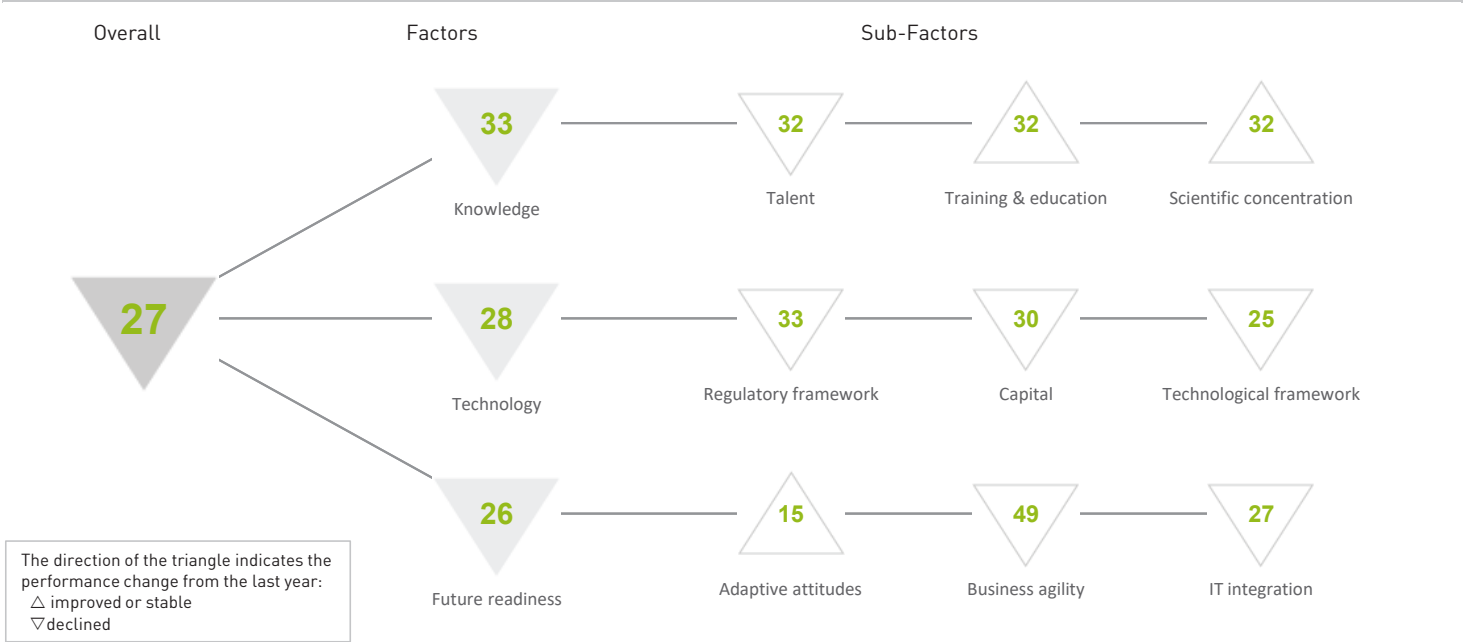 Overall
Factors
Sub-Factors
33
32
32
32
Knowledge
Talent
Training & education
Scientific concentration
27
28
33
30
25
Technology
Regulatory framework
Capital
Technological framework
26
15
49
27
Future readiness
Adaptive attitudes
Business agility
IT integration
The direction of the triangle indicates the
performance change from the last year:
△ improved or stable
▽ declined